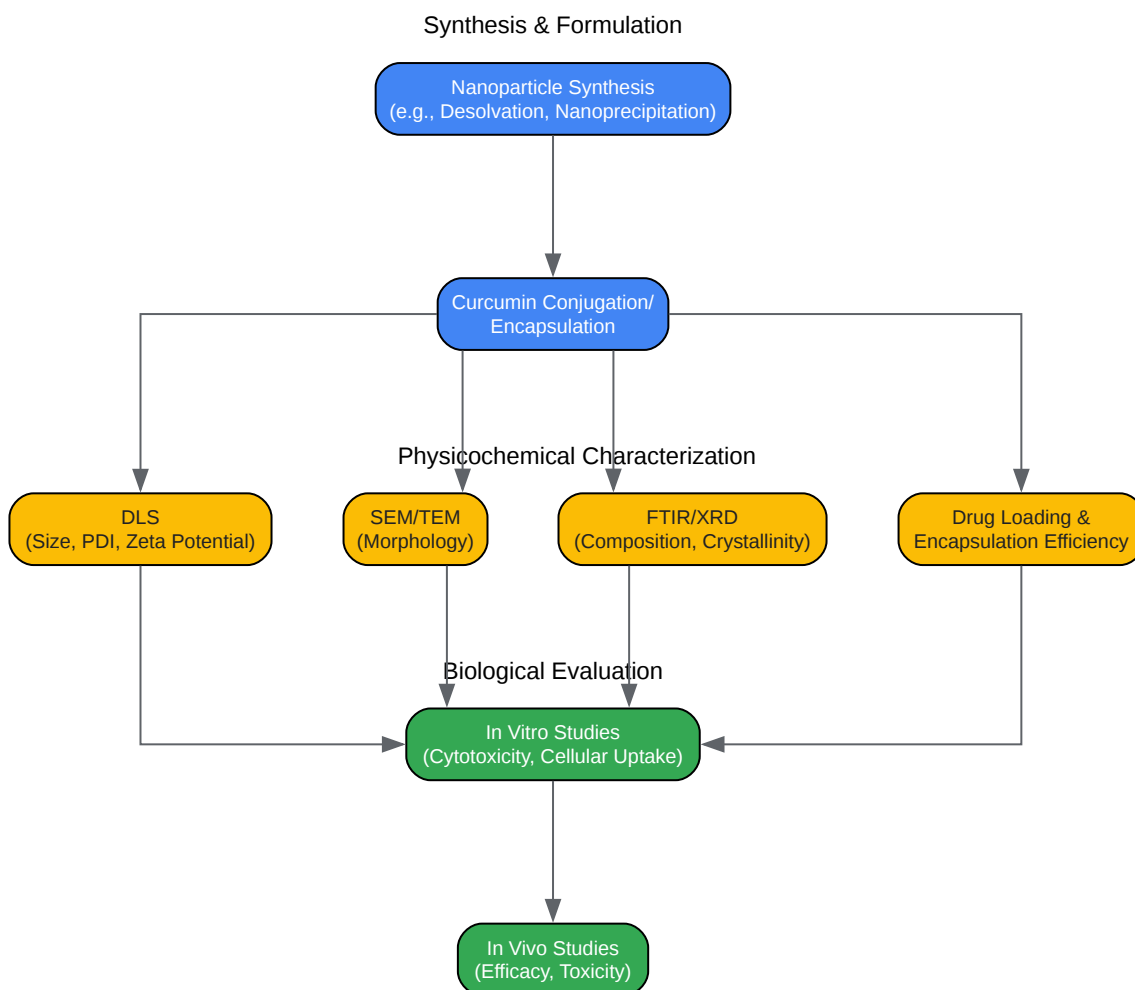 Synthesis & Formulation
Nanoparticle Synthesis
(e.g., Desolvation, Nanoprecipitation)
Curcumin Conjugation/
Encapsulation
Physicochemical Characterization
DLS
(Size, PDI, Zeta Potential)
SEM/TEM
(Morphology)
FTIR/XRD
(Composition, Crystallinity)
Drug Loading &
Encapsulation Efficiency
Biological Evaluation
In Vitro Studies
(Cytotoxicity, Cellular Uptake)
In Vivo Studies
(Efficacy, Toxicity)